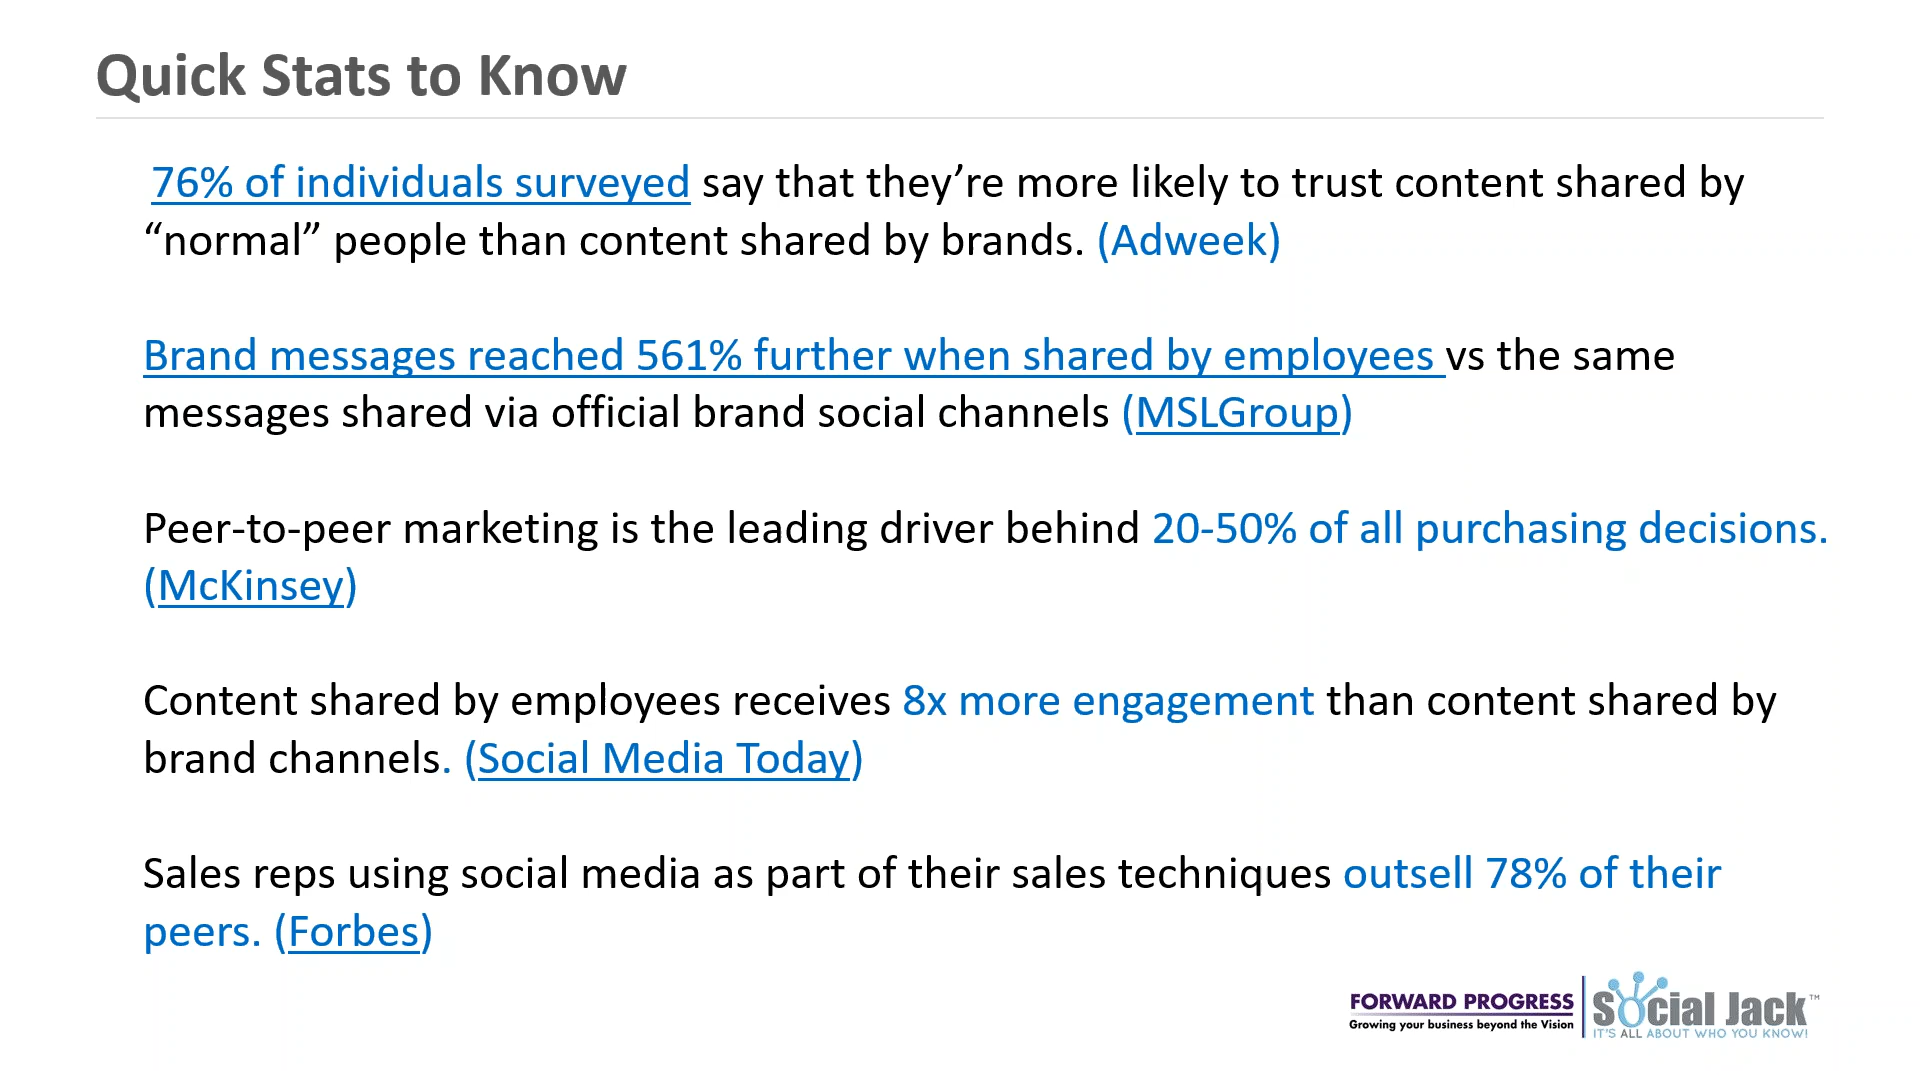 Quick Stats to Know
76% of individuals surveyed say that they’re more likely to trust content shared by
“normal” people than content shared by brands. (Adweek)
Brand messages reached 561% further when shared by employees vs the same
messages shared via official brand social channels (MSLGroup)
Peer-to-peer marketing is the leading driver behind 20-50% of all purchasing decisions.
(McKinsey)
Content shared by employees receives 8x more engagement than content shared by
brand channels. (Social Media Today)
Sales reps using social media as part of their sales techniques outsell 78% of their
peers. (Forbes)
FORWARD PROGRESS
Growing your business beyond the Vision
Social Jack™
IT'S ALL ABOUT WHO YOU KNOW!